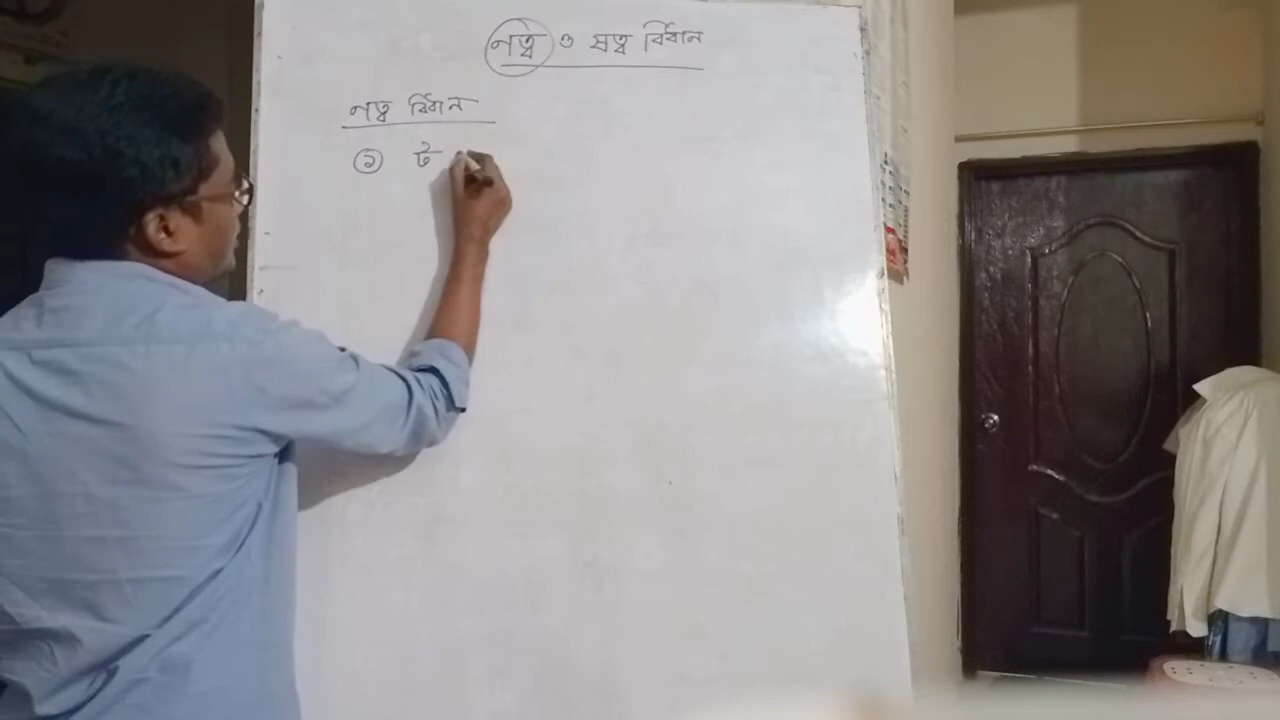 ণত্ব ও ষত্ব বিধান
ণত্ব বিধান
১ ট